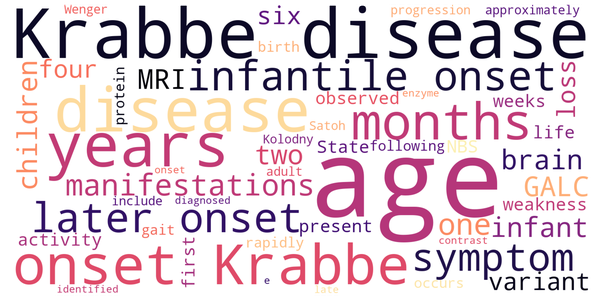 Wenger
six
progression
approximately
Krabbe disease
birth
children
four
protein
MRI
infantile onset
loss
disease
observed
enzyme
months
weeks
Satoh
years
Kolodny
State
following
NBS
life
two
onset
adult
age
brain
manifestations
GALC
include
diagnosed
weakness
later onset
present
one
infant
activity
gait
first
rapidly
contrast
symptom
onset Krabbe
e
occurs
variant
identified
late